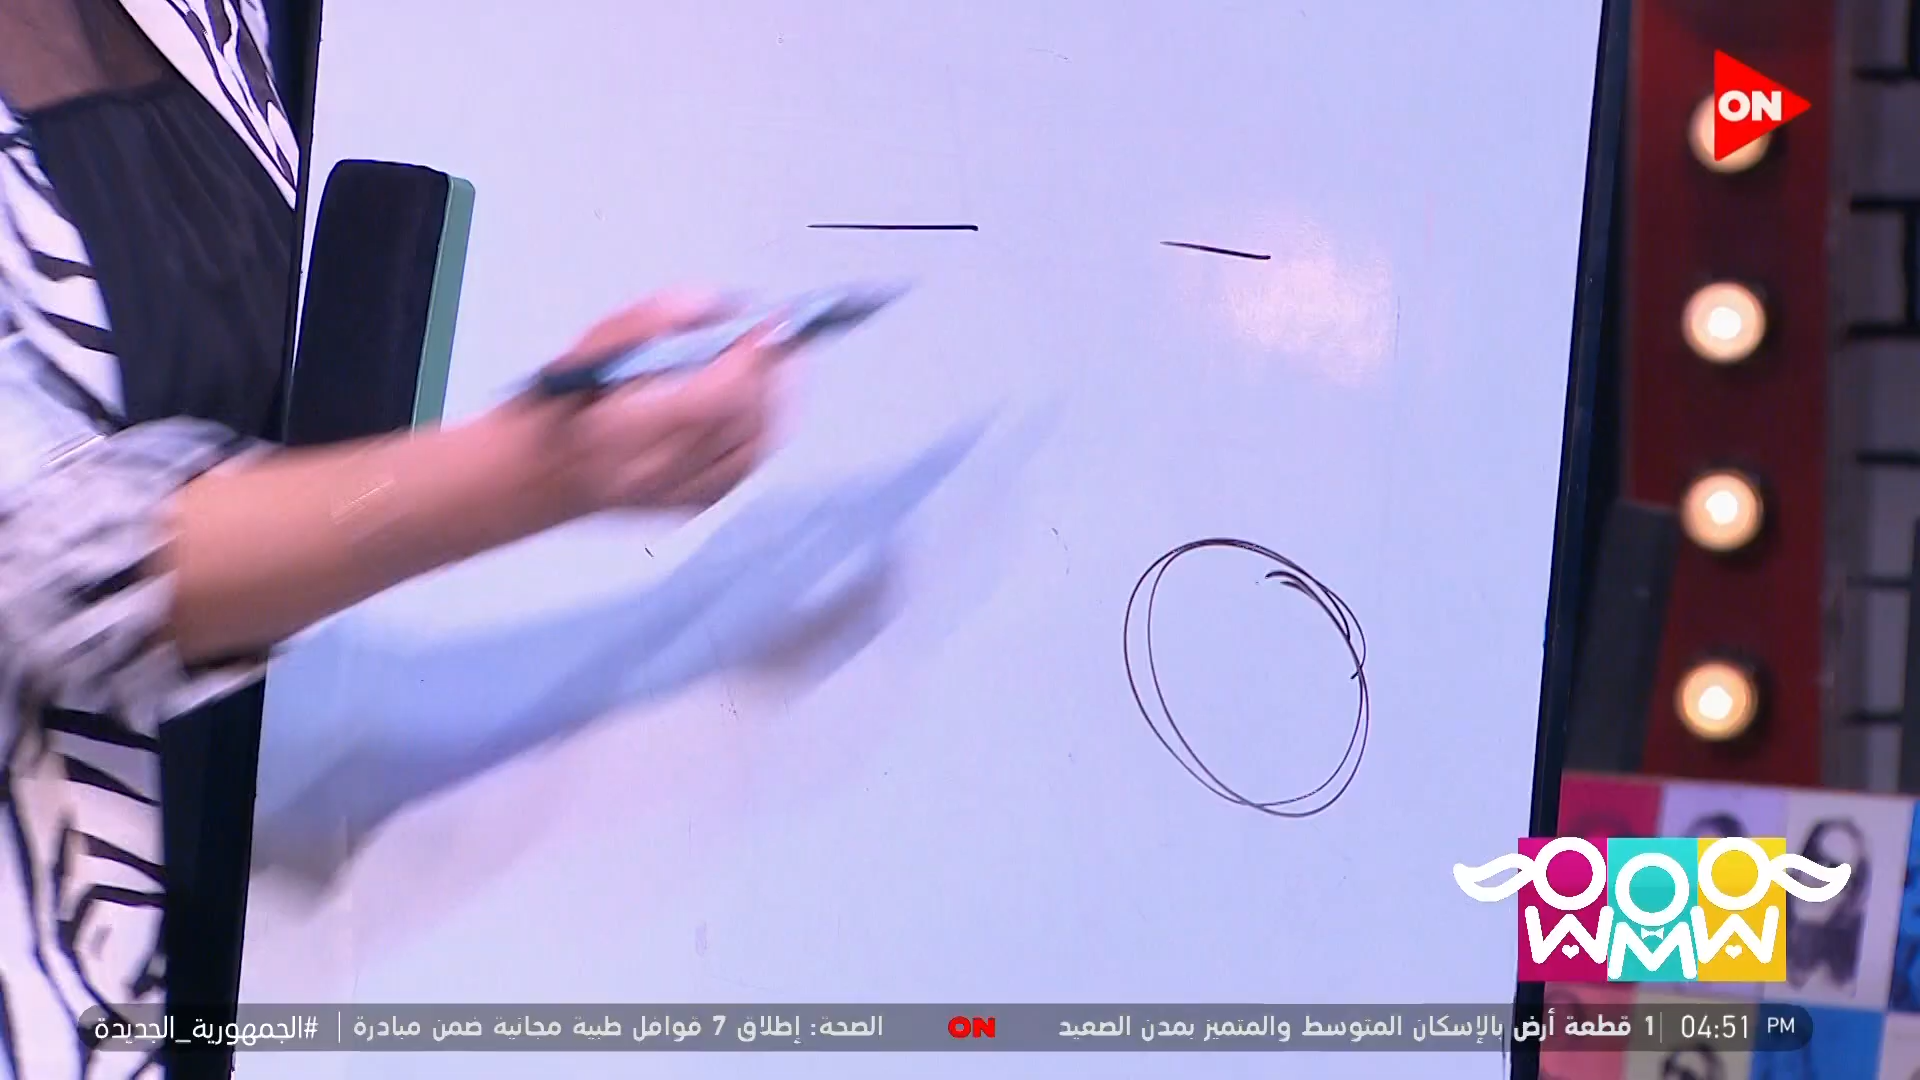 ON
WMW
04:51 PM
1 قطعة أرض بالإسكان المتوسط والمتميز بمدن الصعيد ON الصحة: إطلاق 7 قوافل طبية مجانية ضمن مبادرة
#الجمهورية_الجديدة